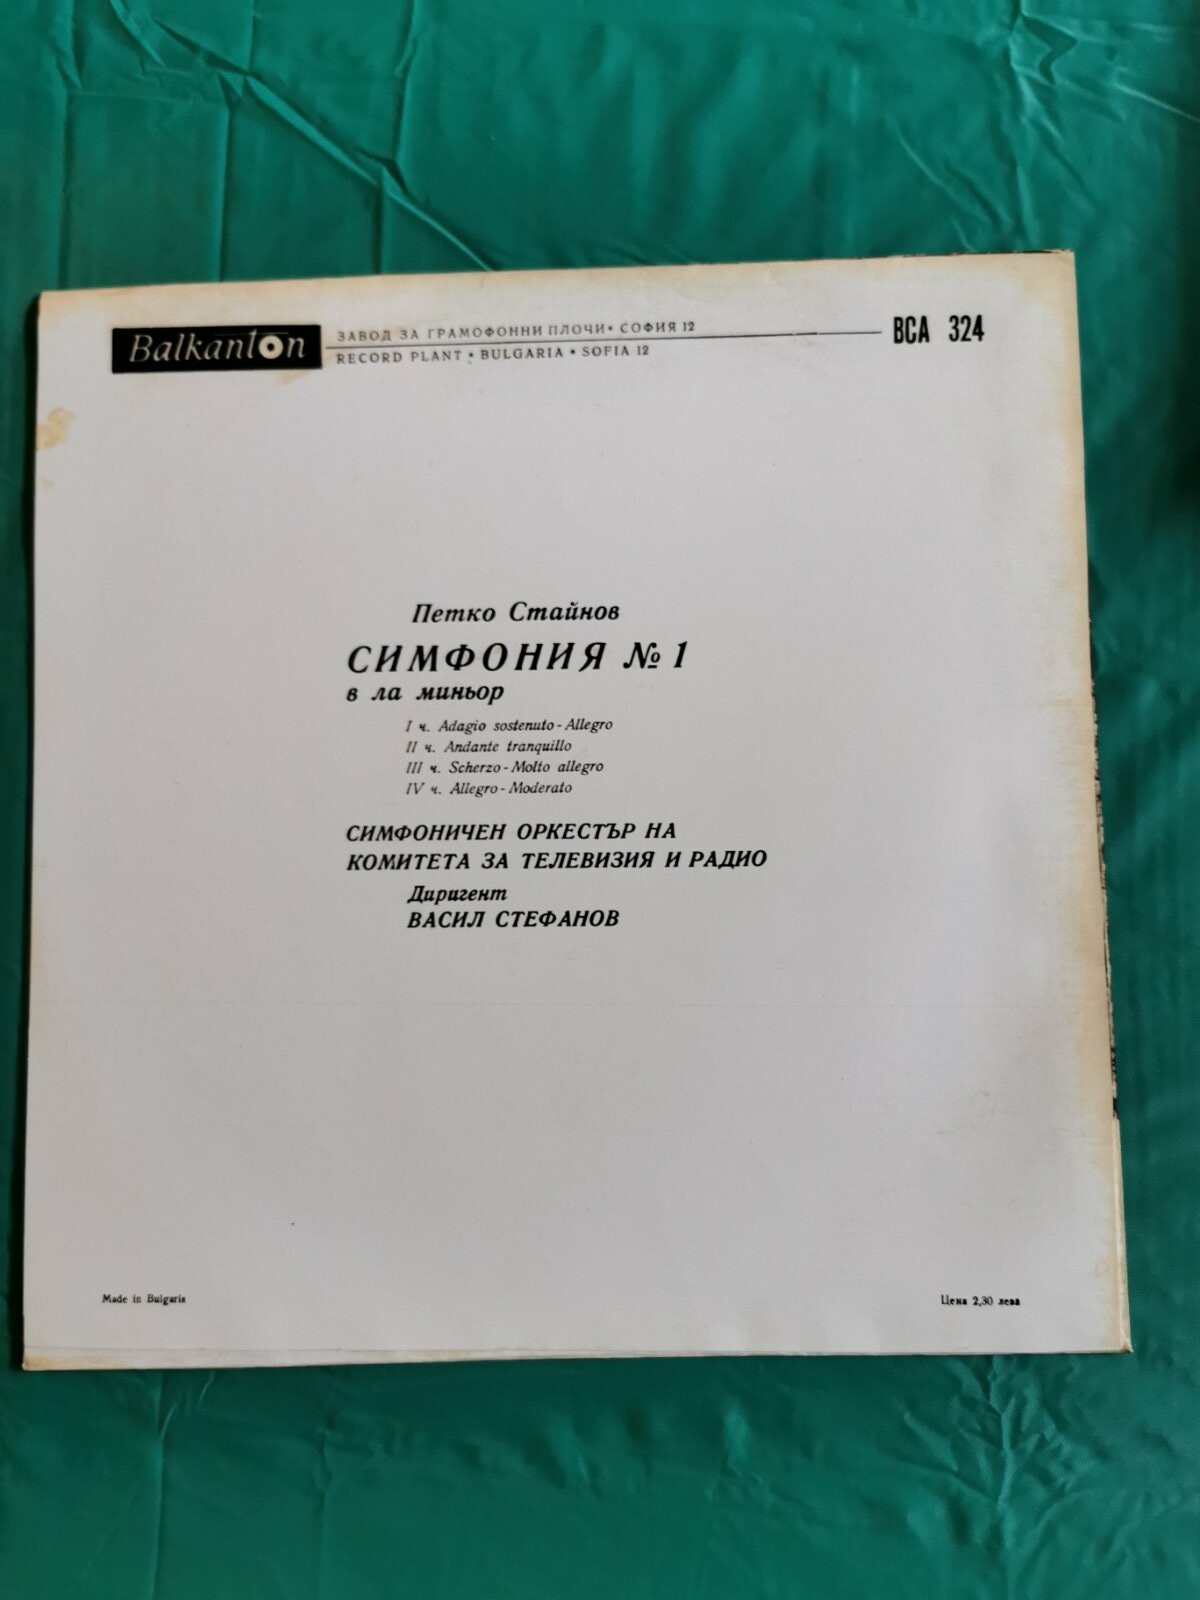 Balkanton
ЗАВОД ЗА ГРАМОФОННИ ПЛОЧИ • СОФИЯ 12
RECORD PLANT • BULGARIA • SOFIA 12
ВСА 324
Петко Стайнов
СИМФОНИЯ № 1
в ла миньор
I ч. Adagio sostenuto - Allegro
II ч. Andante tranquillo
III ч. Scherzo - Molto allegro
IV ч. Allegro - Moderato
СИМФОНИЧЕН ОРКЕСТЪР НА
КОМИТЕТА ЗА ТЕЛЕВИЗИЯ И РАДИО
Диригент
ВАСИЛ СТЕФАНОВ
Made in Bulgaria
Цена 2,30 лева